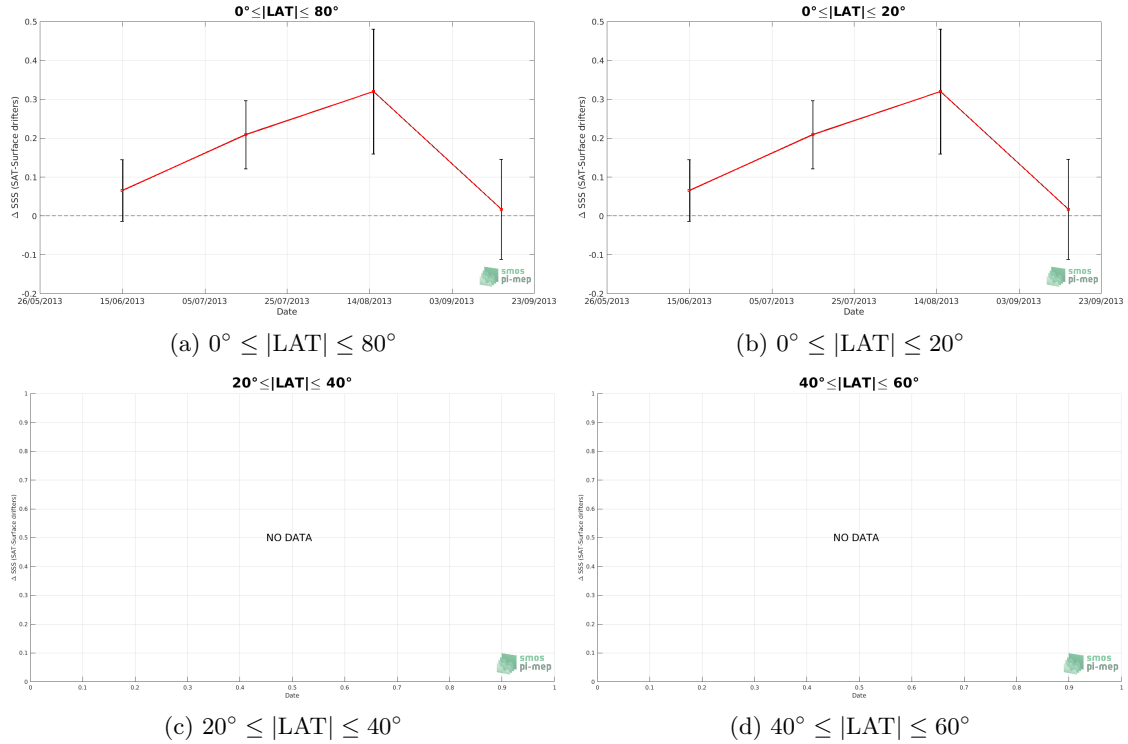 0°≤|LAT|≤ 80°
0.5
0.4
0.3
0.2
0.1
0
-0.1
-0.2
Δ SSS (SAT-Surface drifters)
26/05/2013 15/06/2013 05/07/2013 25/07/2013 14/08/2013 03/09/2013 23/09/2013
Date
smos
pi-mep
(a) 0° ≤ |LAT| ≤ 80°
0°≤|LAT|≤ 20°
0.5
0.4
0.3
0.2
0.1
0
-0.1
-0.2
Δ SSS (SAT-Surface drifters)
26/05/2013 15/06/2013 05/07/2013 25/07/2013 14/08/2013 03/09/2013 23/09/2013
Date
smos
pi-mep
(b) 0° ≤ |LAT| ≤ 20°
20°≤|LAT|≤ 40°
1
0.9
0.8
0.7
0.6
0.5
0.4
0.3
0.2
0.1
0
Δ SSS (SAT-Surface drifters)
NO DATA
0 0.1 0.2 0.3 0.4 0.5 0.6 0.7 0.8 0.9 1
Date
smos
pi-mep
(c) 20° ≤ |LAT| ≤ 40°
40°≤|LAT|≤ 60°
1
0.9
0.8
0.7
0.6
0.5
0.4
0.3
0.2
0.1
0
Δ SSS (SAT-Surface drifters)
NO DATA
0 0.1 0.2 0.3 0.4 0.5 0.6 0.7 0.8 0.9 1
Date
smos
pi-mep
(d) 40° ≤ |LAT| ≤ 60°